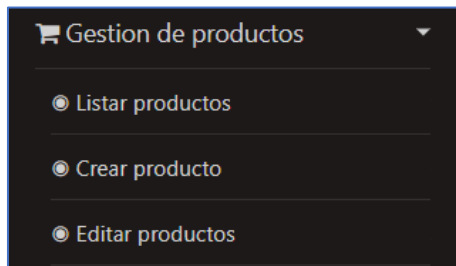 Gestion de productos
Listar productos
Crear producto
Editar productos